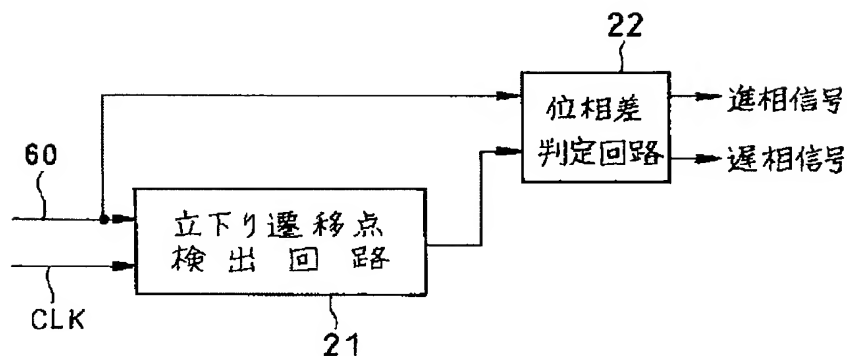 22
位相差
判定回路
進相信号
遅相信号
60
立下り遷移点
検出回路
CLK
21